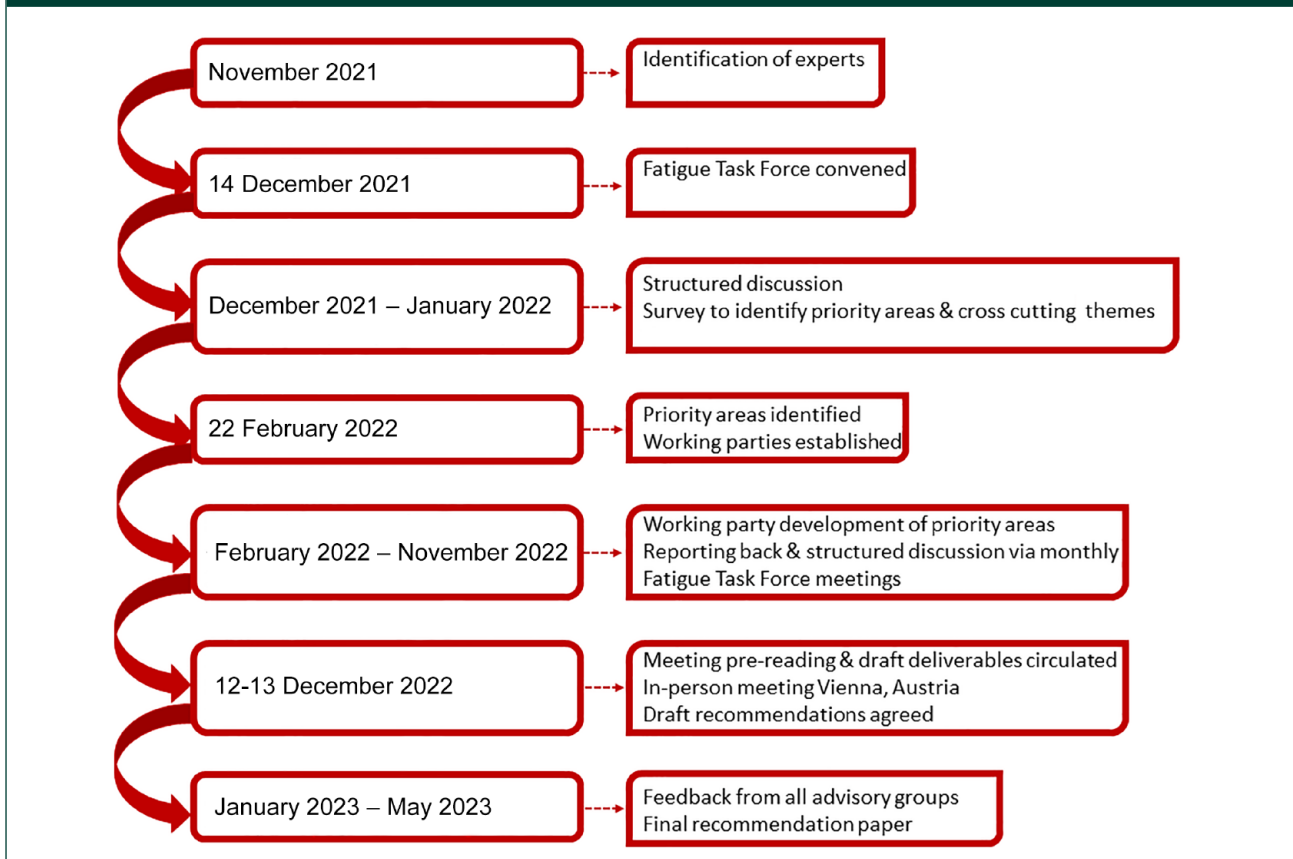 November 2021
Identification of experts
14 December 2021
Fatigue Task Force convened
December 2021 – January 2022
Structured discussion
Survey to identify priority areas & cross cutting themes
22 February 2022
Priority areas identified
Working parties established
February 2022 – November 2022
Working party development of priority areas
Reporting back & structured discussion via monthly
Fatigue Task Force meetings
12-13 December 2022
Meeting pre-reading & draft deliverables circulated
In-person meeting Vienna, Austria
Draft recommendations agreed
January 2023 – May 2023
Feedback from all advisory groups
Final recommendation paper